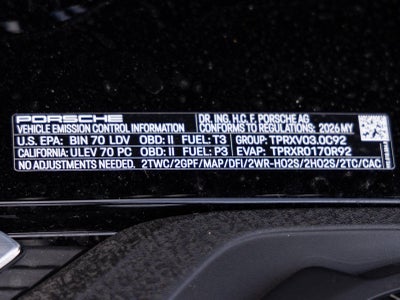 PORSCHE DR. ING. H.C. F. PORSCHE AG
VEHICLE EMISSION CONTROL INFORMATION CONFORMS TO REGULATIONS: 2026 MY
U.S. EPA: BIN 70 LDV OBD: II FUEL: T3 GROUP: TPRXV03.0C92
CALIFORNIA: ULEV 70 PC OBD: II FUEL: P3 EVAP: TPRXR0170R92
NO ADJUSTMENTS NEEDED. 2TWC/2GPF/MAP/DFI/2WR-HO2S/2HO2S/2TC/CAC